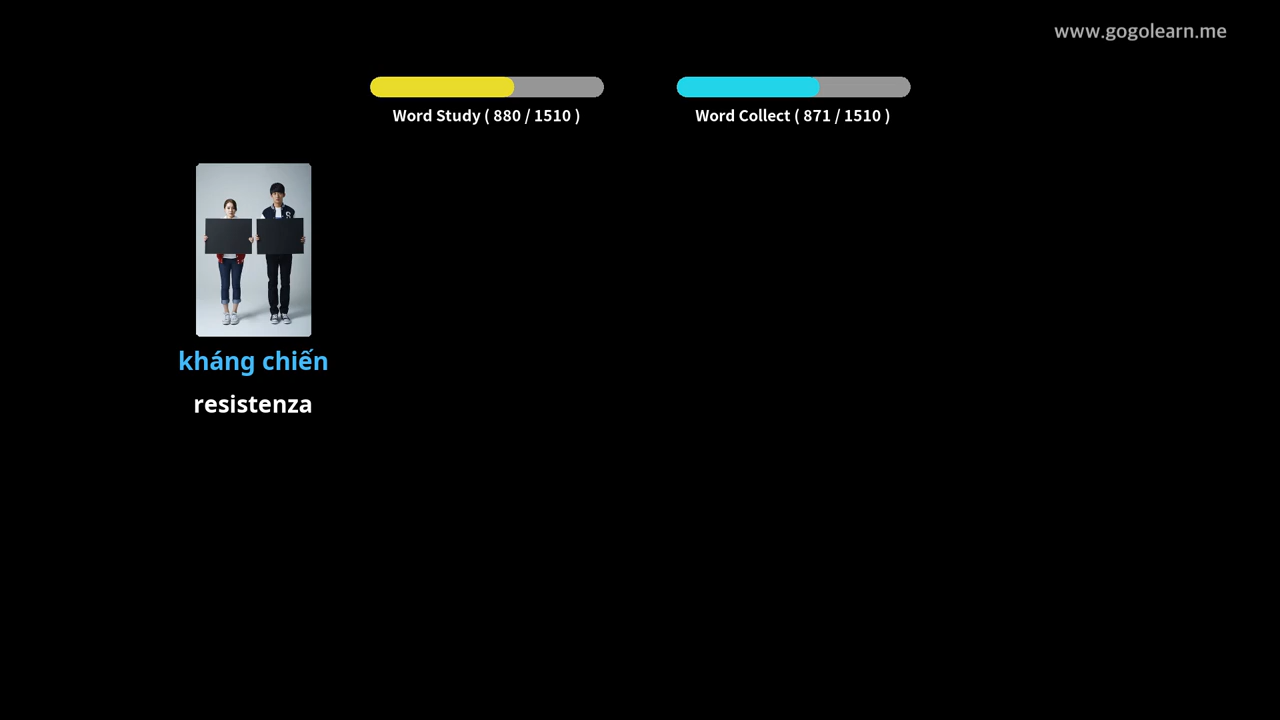 www.gogolearn.me
Word Study ( 880 / 1510 )
Word Collect ( 871 / 1510 )
kháng chiến
resistenza